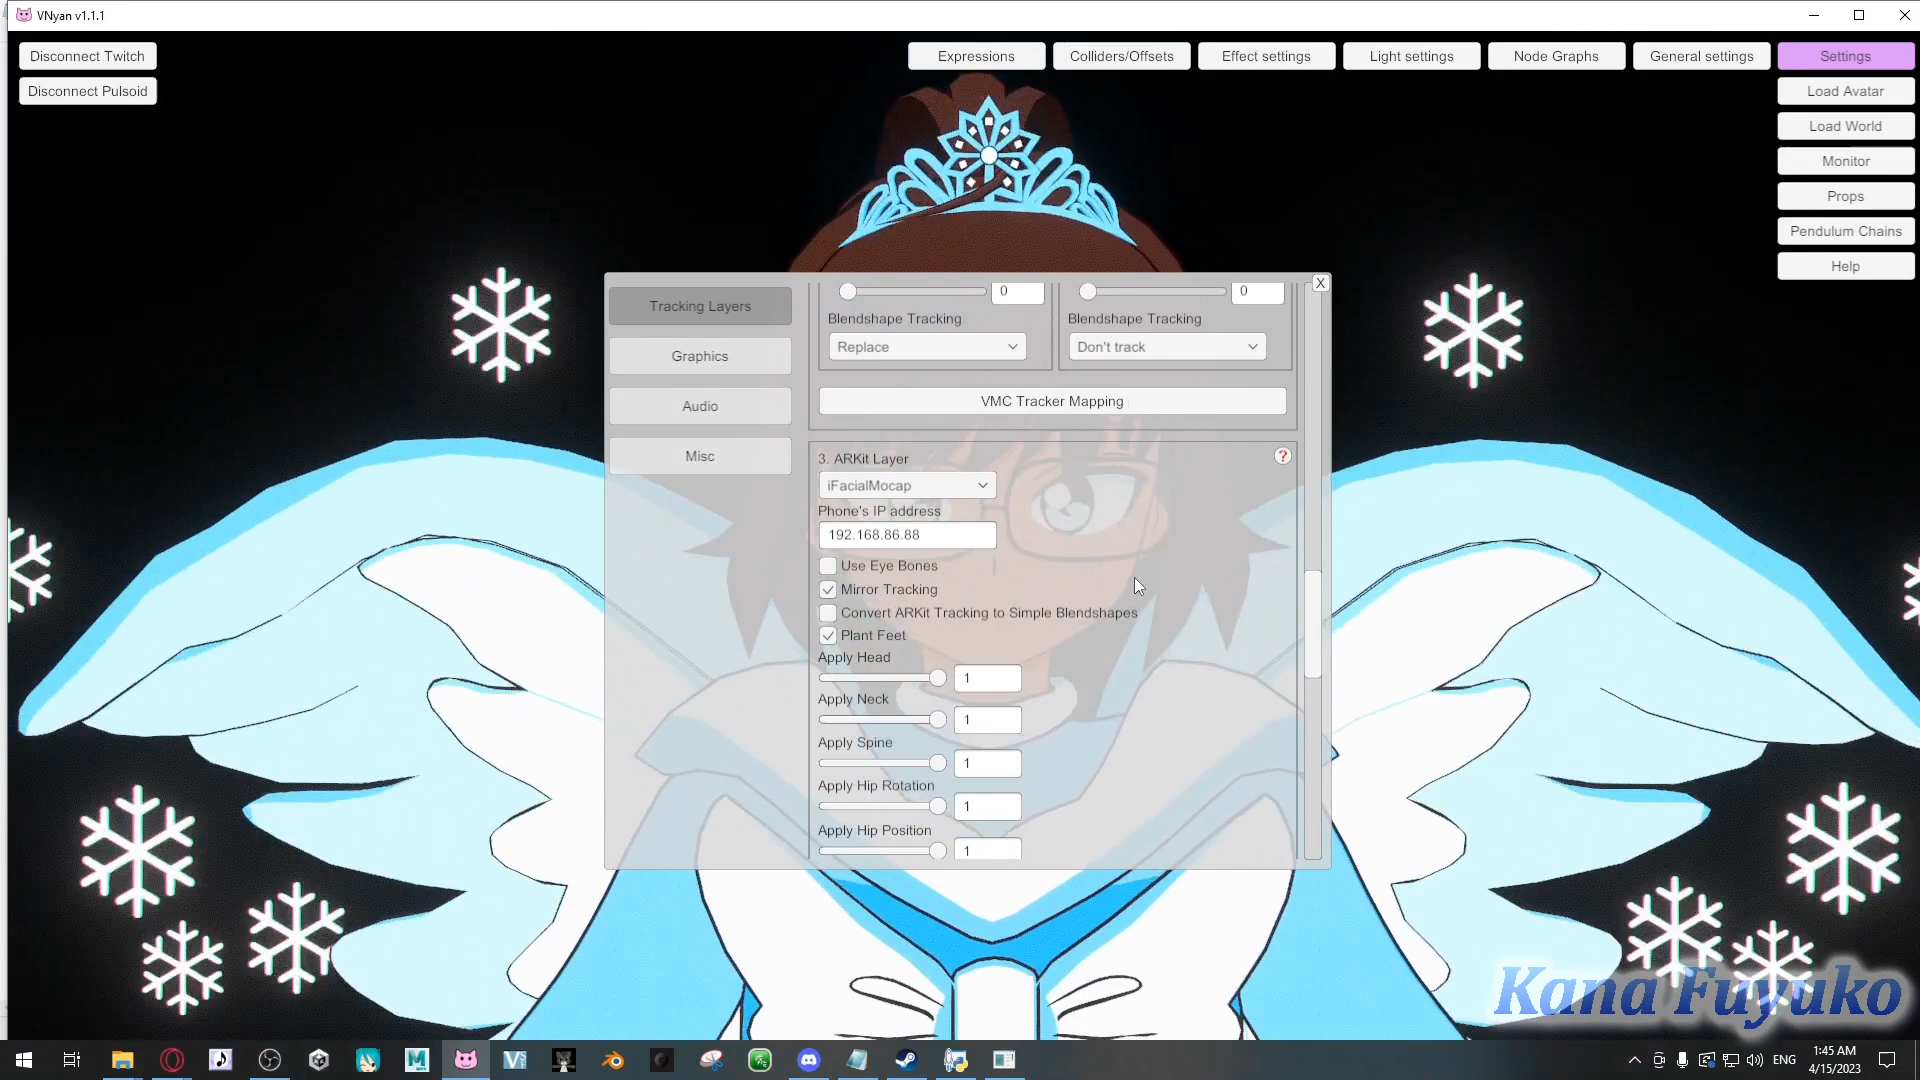 VNyan v1.1.1
Disconnect Twitch
Expressions
Colliders/Offsets
Effect settings
Light settings
Node Graphs
General settings
Settings
Disconnect Pulsoid
Load Avatar
Load World
Monitor
Props
Pendulum Chains
Help
X
Tracking Layers
Graphics
Audio
Misc
0
0
Blendshape Tracking
Blendshape Tracking
Replace
Don't track
VMC Tracker Mapping
3. ARKit Layer
?
iFacialMocap
Phone's IP address
192.168.86.88
Use Eye Bones
Mirror Tracking
Convert ARKit Tracking to Simple Blendshapes
Plant Feet
Apply Head
1
Apply Neck
1
Apply Spine
1
Apply Hip Rotation
1
Apply Hip Position
1
Kana Fuyuko
ENG
1:45 AM
4/15/2023